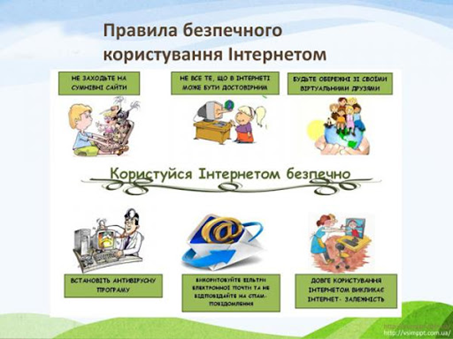 Правила безпечного
користування Інтернетом
НЕ ЗАХОДЬТЕ НА
СУМНІВНІ САЙТИ
НЕ ВСЕ ТЕ, ЩО В ІНТЕРНЕТІ
МОЖЕ БУТИ ДОСТОВІРНИМ
БУДЬТЕ ОБЕРЕЖНІ ЗІ СВОЇМИ
ВІРТУАЛЬНИМИ ДРУЗЯМИ
Користуйся Інтернетом безпечно
ВСТАНОВІТЬ АНТИВІРУСНУ
ПРОГРАМУ
ВИКОРИСТОВУЙТЕ ФІЛЬТРИ
ЕЛЕКТРОННОЇ ПОЧТИ ТА НЕ
ВІДПОВІДАЙТЕ НА СПАМ-
ПОВІДОМЛЕННЯ
ДОВГЕ КОРИСТУВАННЯ
ІНТЕРНЕТОМ ВИКЛИКАЄ
ІНТЕРНЕТ- ЗАЛЕЖНІСТЬ
http://vsimppt.com.ua/